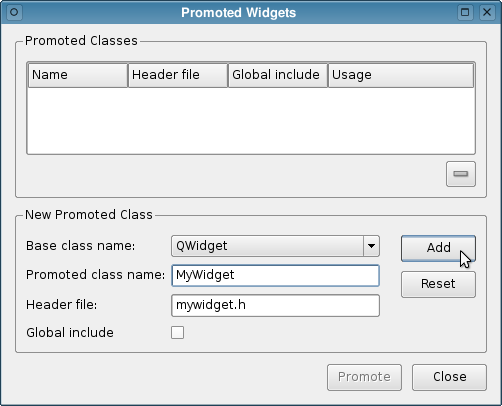 Promoted Widgets
Promoted Classes
Name Header file Global include Usage
New Promoted Class
Base class name: QWidget Add
Promoted class name: MyWidget
Reset
Header file: mywidget.h
Global include
Promote Close